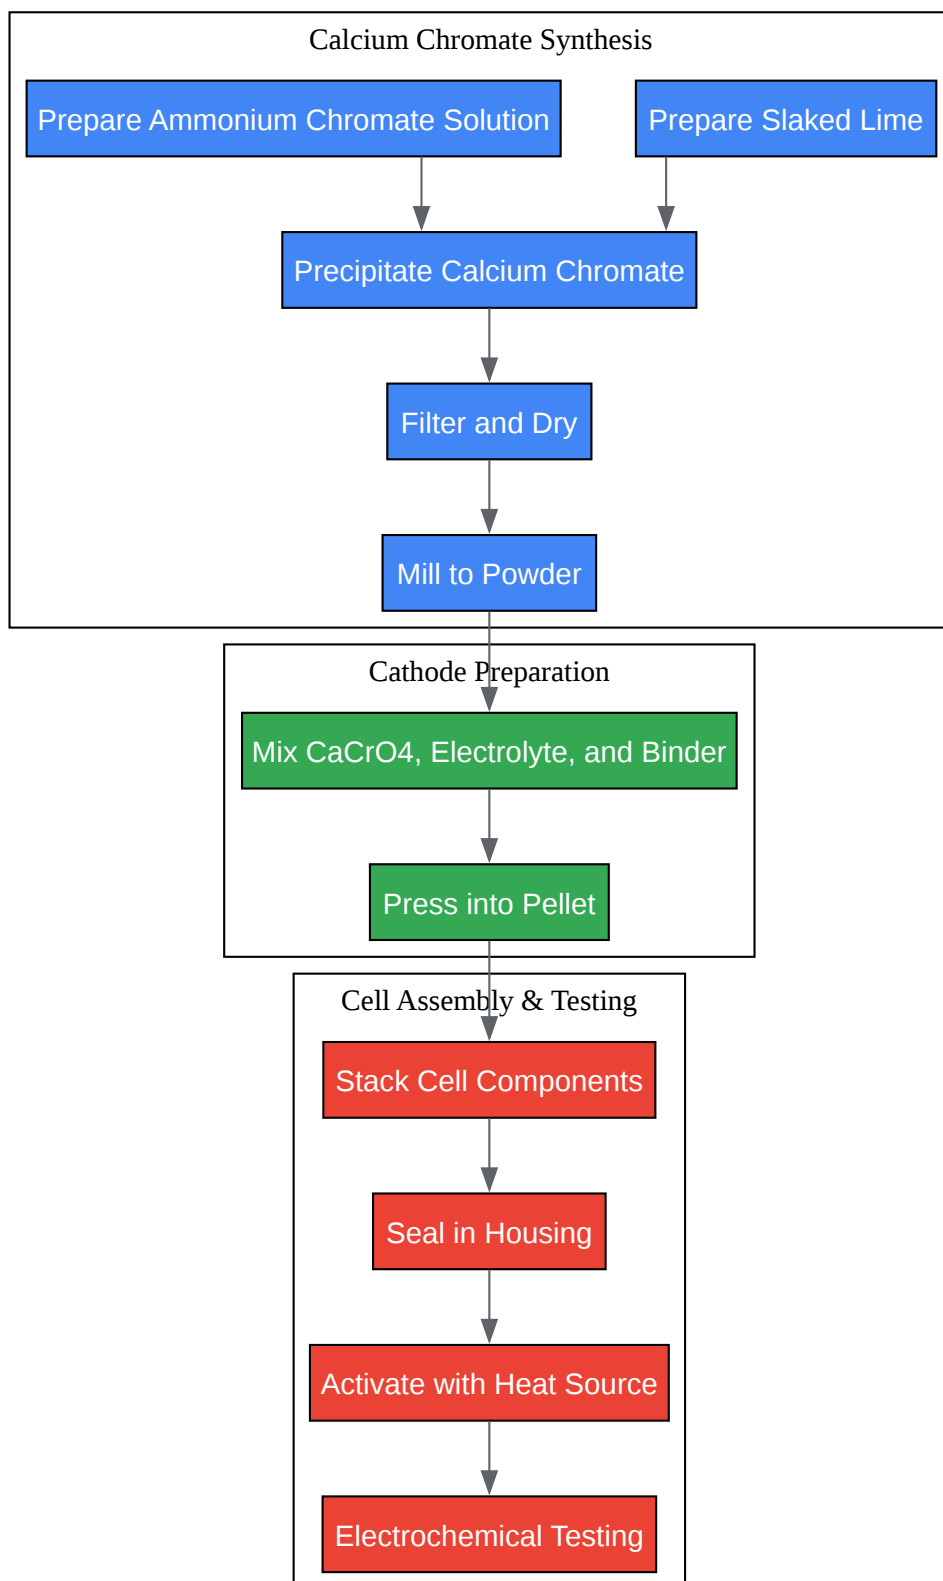 Calcium Chromate Synthesis
Prepare Ammonium Chromate Solution
Prepare Slaked Lime
Precipitate Calcium Chromate
Filter and Dry
Mill to Powder
Cathode Preparation
Mix CaCrO4, Electrolyte, and Binder
Press into Pellet
Cell Assembly & Testing
Stack Cell Components
Seal in Housing
Activate with Heat Source
Electrochemical Testing